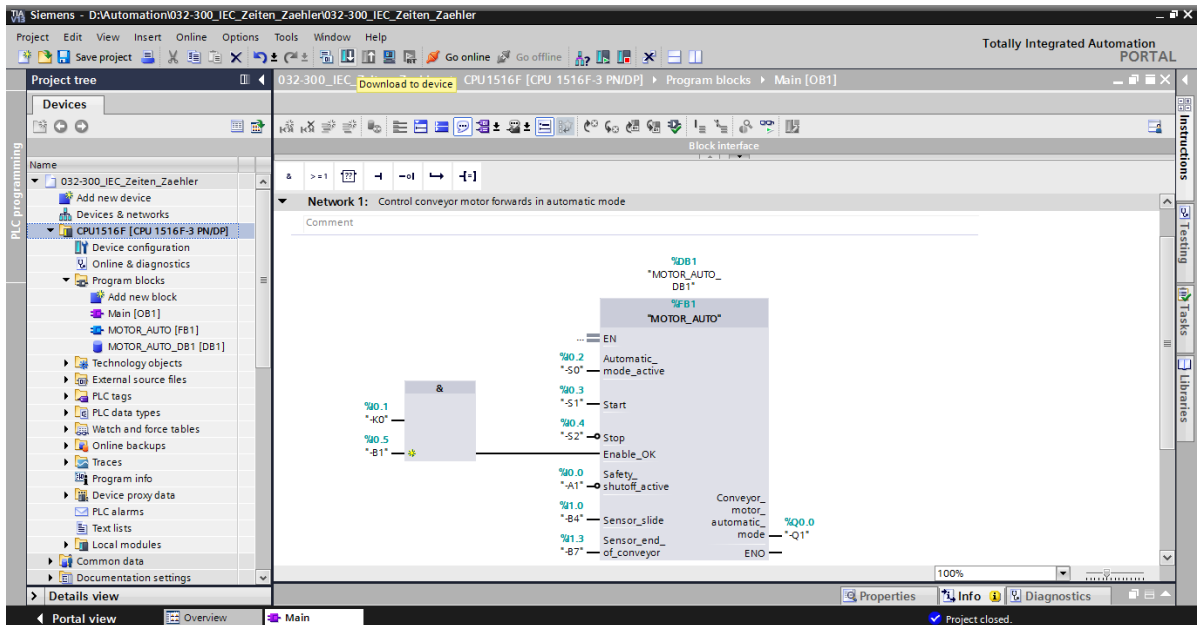 Siemens - D:\Automation\032-300_IEC_Zeiten_Zaehler\032-300_IEC_Zeiten_Zaehler
Project Edit View Insert Online Options Tools Window Help
Totally Integrated Automation
PORTAL
Save project Go online Go offline
Download to device
Project tree
CPU1516F [CPU 1516F-3 PN/DP] Program blocks Main [OB1]
Devices
Block interface
Name
& >=1 ??
032-300_IEC_Zeiten_Zaehler
Add new device
Devices & networks
CPU1516F [CPU 1516F-3 PN/DP]
Device configuration
Online & diagnostics
Program blocks
Add new block
Main [OB1]
MOTOR_AUTO [FB1]
MOTOR_AUTO_DB1 [DB1]
Technology objects
External source files
PLC tags
PLC data types
Watch and force tables
Online backups
Traces
Program info
Device proxy data
PLC alarms
Text lists
Local modules
Common data
Documentation settings
Details view
PLC programming
Network 1: Control conveyor motor forwards in automatic mode
Comment
%DB1
"MOTOR_AUTO_
DB1"
%FB1
"MOTOR_AUTO"
... EN
%I0.2
"-S0"
Automatic_
mode_active
%I0.3
"-S1" Start
%I0.4
"-S2" Stop
&
%I0.1
"-K0"
%I0.5
"-B1"
Enable_OK
%I0.0
"-A1"
Safety_
shutoff_active
%I1.0
"-B4" Sensor_slide
%I1.3
"-B7"
Sensor_end_
of_conveyor
Conveyor_
motor_
automatic_
mode
%Q0.0
"-Q1"
ENO
100%
Properties Info Diagnostics
Instructions
Testing
Tasks
Libraries
Portal view Overview Main
Project closed.